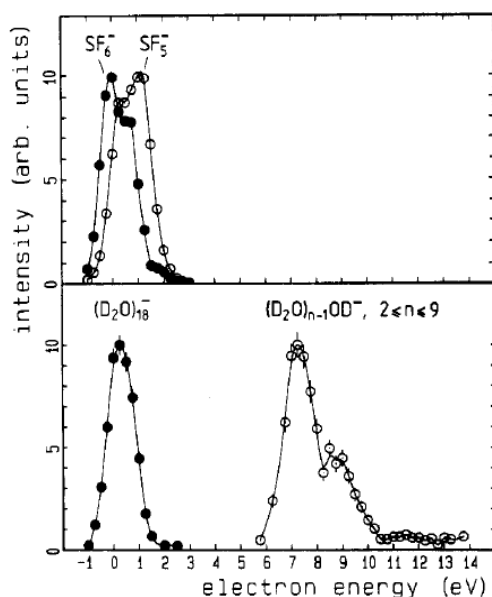 SF₆⁻ SF₅⁻
10
5
0
intensity (arb. units)
(D₂O)₁₈⁻ (D₂O)ₙ₋₁OD⁻, 2≤n≤9
10
5
0
-1 0 1 2 3 4 5 6 7 8 9 10 11 12 13 14
electron energy (eV)